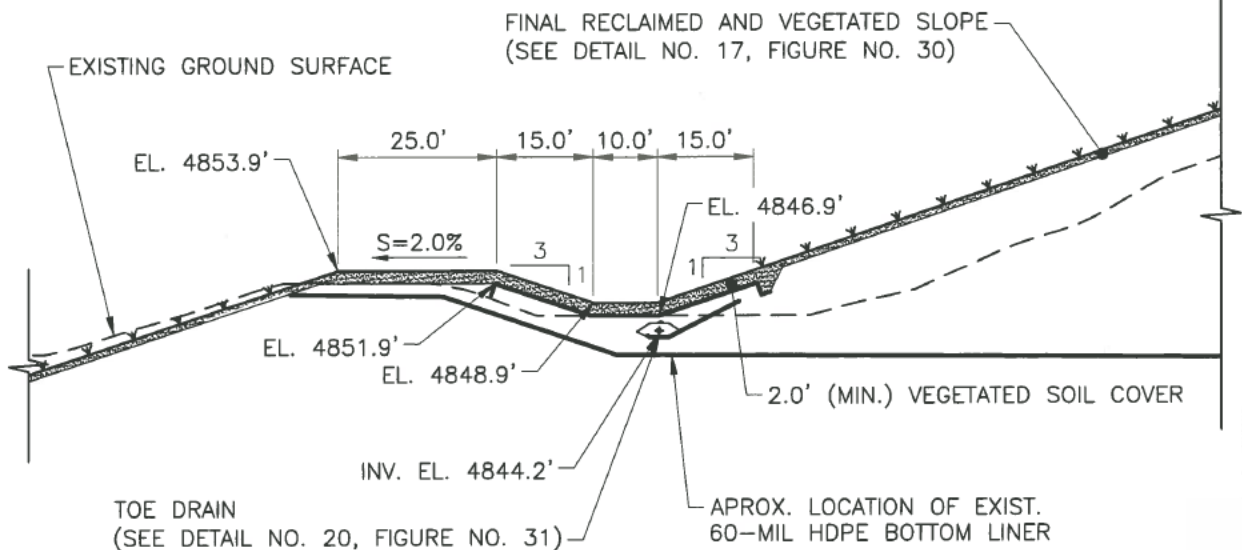 FINAL RECLAIMED AND VEGETATED SLOPE
(SEE DETAIL NO. 17, FIGURE NO. 30)
EXISTING GROUND SURFACE
25.0' 15.0' 10.0' 15.0'
EL. 4853.9'
EL. 4846.9'
S=2.0%
3
1
3
1
EL. 4851.9'
EL. 4848.9'
2.0' (MIN.) VEGETATED SOIL COVER
INV. EL. 4844.2'
TOE DRAIN
(SEE DETAIL NO. 20, FIGURE NO. 31)
APROX. LOCATION OF EXIST.
60-MIL HDPE BOTTOM LINER